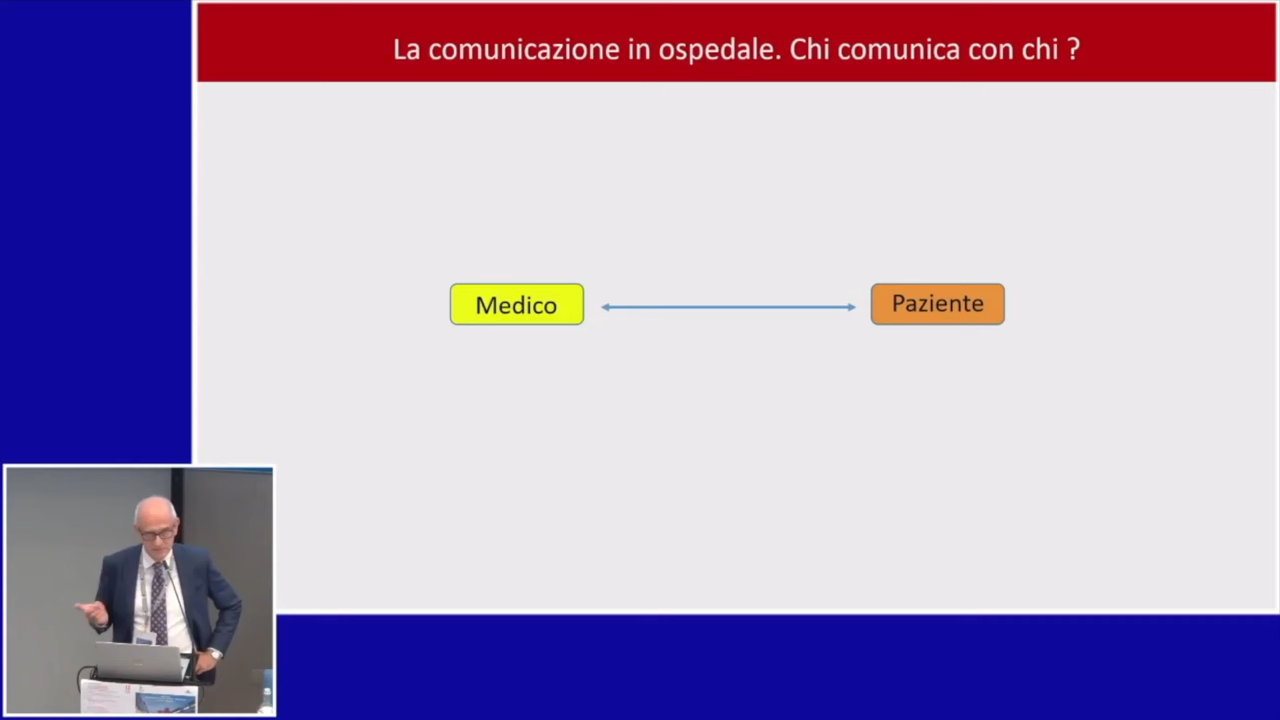 La comunicazione in ospedale. Chi comunica con chi ?
Medico
Paziente